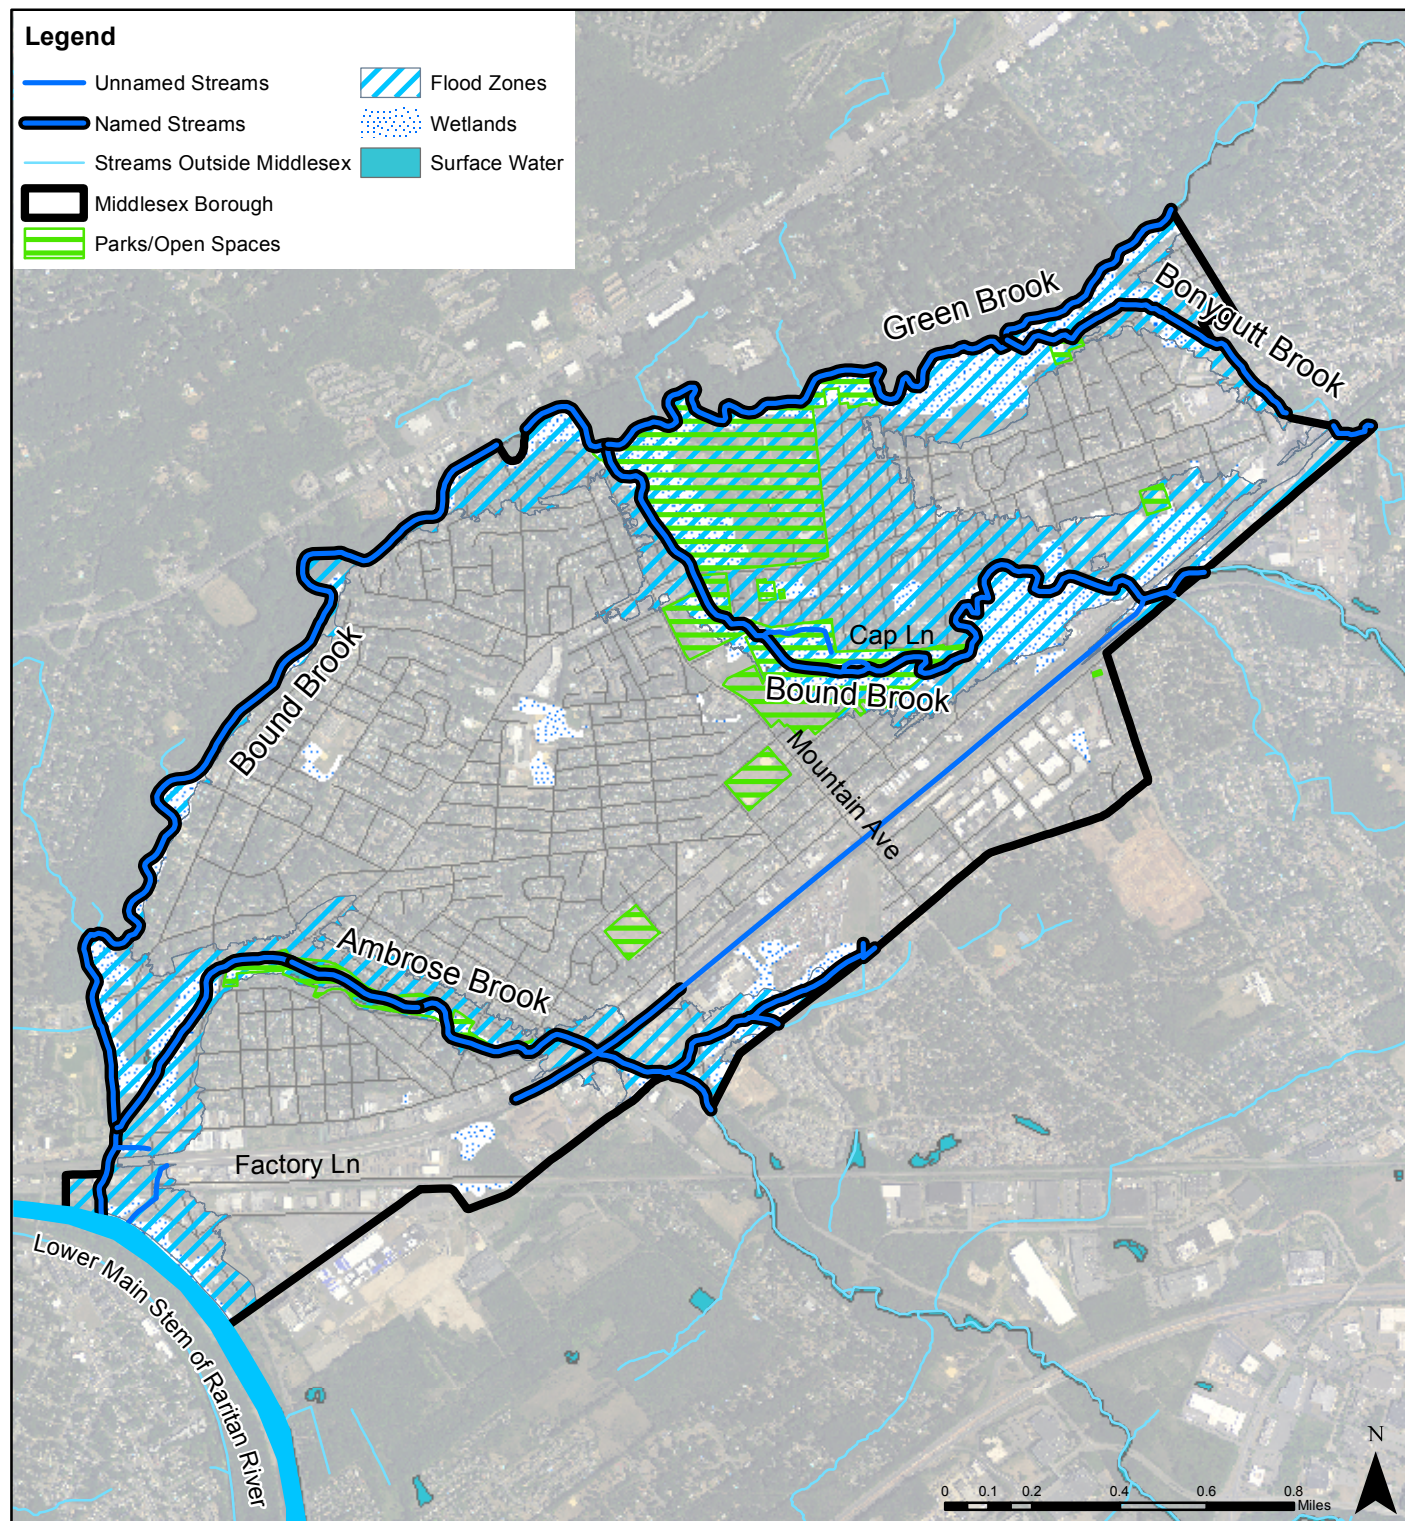 Legend
Unnamed Streams
Flood Zones
Named Streams
Wetlands
Streams Outside Middlesex
Surface Water
Middlesex Borough
Parks/Open Spaces
Green Brook
Bonygutt Brook
Cap Ln
Bound Brook
Bound Brook
Mountain Ave
Ambrose Brook
Factory Ln
Lower Main Stem of Raritan River
N
0 0.1 0.2 0.4 0.6 0.8
Miles